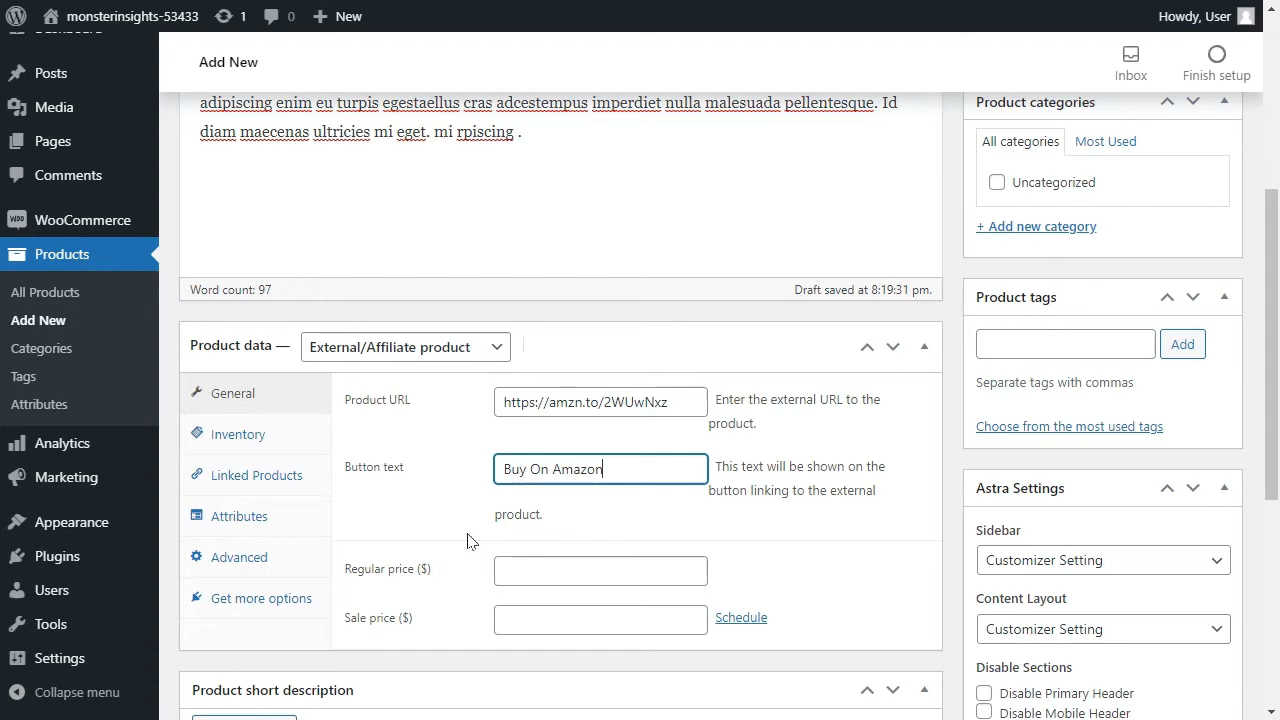 monsterinsights-53433
1
0
New
Howdy, User
Posts
Media
Pages
Comments
WooCommerce
Products
All Products
Add New
Categories
Tags
Attributes
Analytics
Marketing
Appearance
Plugins
Users
Tools
Settings
Collapse menu
Add New
Inbox
Finish setup
adipiscing enim eu turpis egestaellus cras adcestempus imperdiet nulla malesuada pellentesque. Id
diam maecenas ultricies mi eget. mi rpiscing .
Word count: 97
Draft saved at 8:19:31 pm.
Product data —
External/Affiliate product
General
Inventory
Linked Products
Attributes
Advanced
Get more options
Product URL
https://amzn.to/2WUwNxz
Enter the external URL to the
product.
Button text
Buy On Amazon
This text will be shown on the
button linking to the external
product.
Regular price ($)
Sale price ($)
Schedule
Product short description
Product categories
All categories
Most Used
Uncategorized
+ Add new category
Product tags
Add
Separate tags with commas
Choose from the most used tags
Astra Settings
Sidebar
Customizer Setting
Content Layout
Customizer Setting
Disable Sections
Disable Primary Header
Disable Mobile Header